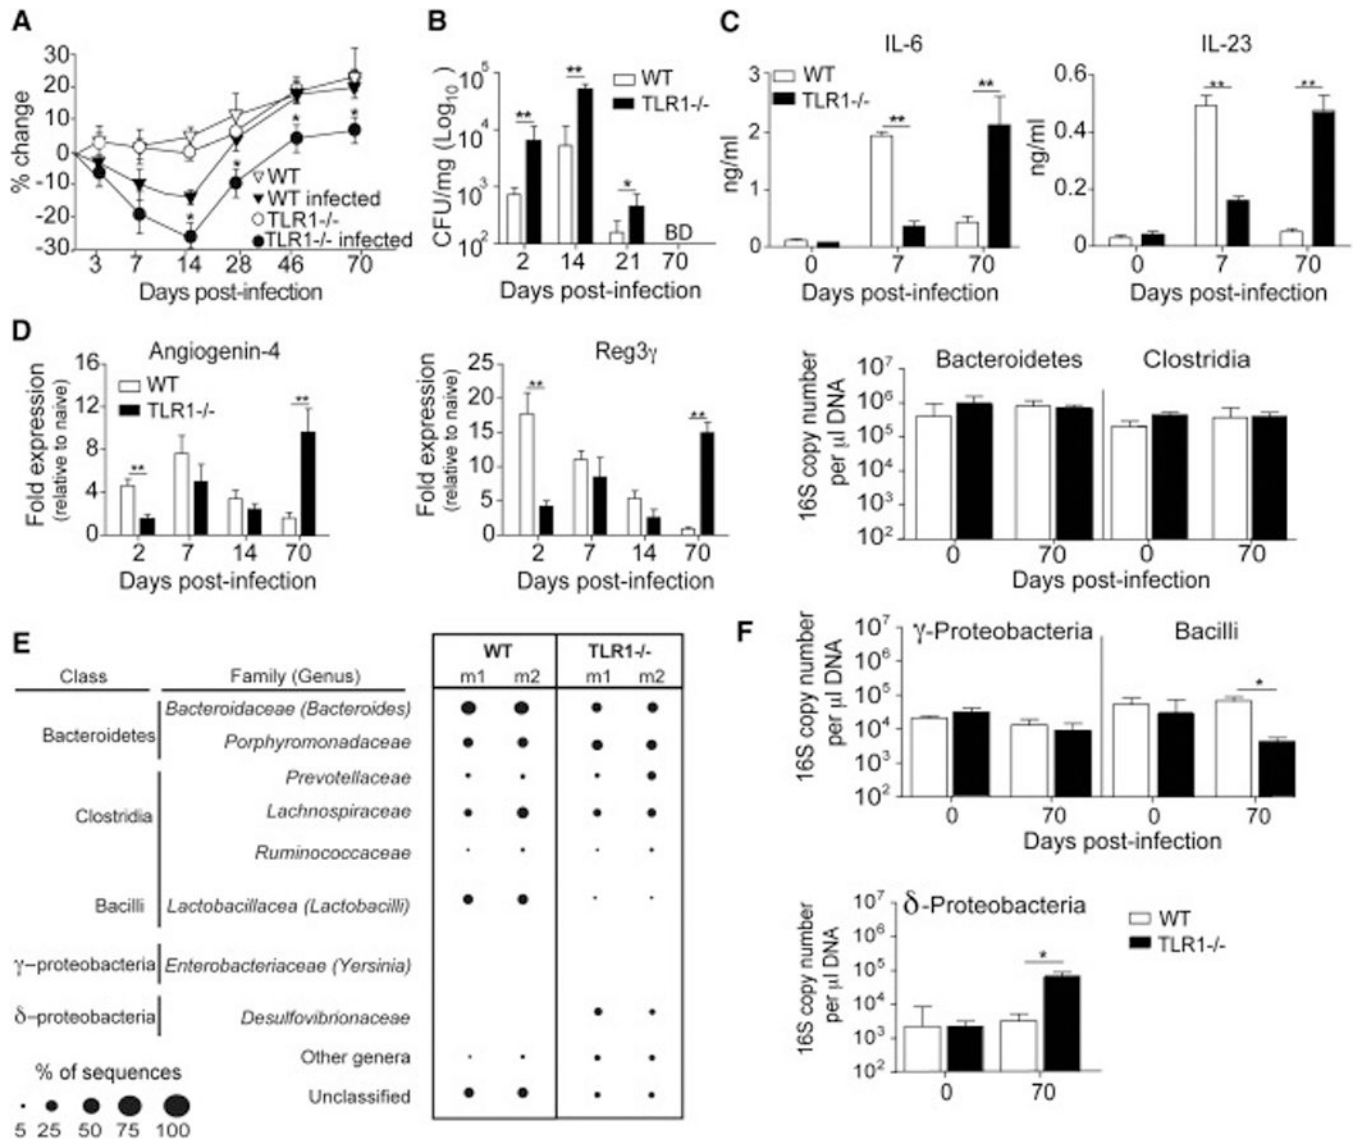 A
30
20
10
0
-10
-20
-30
% change
WT
WT infected
TLR1-/-
TLR1-/- infected
*
*
*
*
*
3 7 14 28 46 70
Days post-infection
B
CFU/mg (Log10)
10^5
10^4
10^3
10^2
WT
TLR1-/-
**
**
*
BD
2 14 21 70
Days post-infection
C
IL-6
ng/ml
3
2
1
0
WT
TLR1-/-
**
**
0 7 70
Days post-infection
IL-23
ng/ml
0.6
0.4
0.2
0
**
**
0 7 70
Days post-infection
D
Angiogenin-4
Fold expression
(relative to naive)
16
12
8
4
0
WT
TLR1-/-
**
**
2 7 14 70
Days post-infection
Reg3γ
Fold expression
(relative to naive)
25
20
15
10
5
0
**
**
2 7 14 70
Days post-infection
16S copy number
per µl DNA
10^7
10^6
10^5
10^4
10^3
10^2
Bacteroidetes Clostridia
0 70 0 70
Days post-infection
E
WT TLR1-/-
Class Family (Genus) m1 m2 m1 m2
Bacteroidaceae (Bacteroides)
Bacteroidetes
Porphyromonadaceae
Prevotellaceae
Clostridia Lachnospiraceae
Ruminococcaceae
Bacilli Lactobacillacea (Lactobacilli)
γ–proteobacteria Enterobacteriaceae (Yersinia)
δ–proteobacteria Desulfovibrionaceae
Other genera
Unclassified
% of sequences
5 25 50 75 100
F
16S copy number
per µl DNA
10^7
10^6
10^5
10^4
10^3
10^2
γ-Proteobacteria Bacilli
*
0 70 0 70
Days post-infection
16S copy number
per µl DNA
10^7
10^6
10^5
10^4
10^3
10^2
δ-Proteobacteria
*
WT
TLR1-/-
0 70